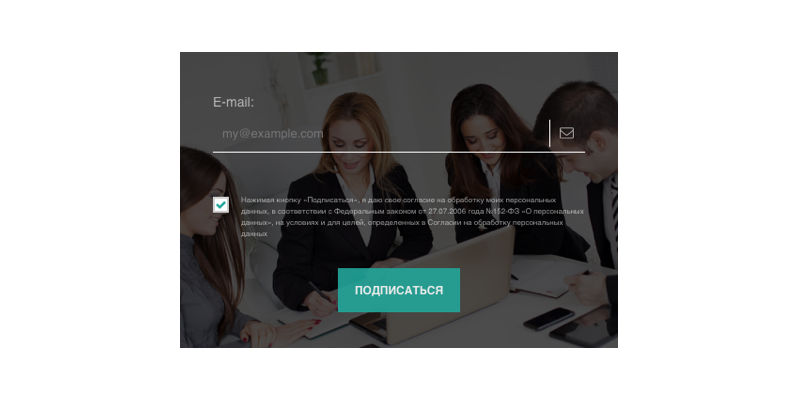 E-mail:
my@example.com
Нажимая кнопку «Подписаться», я даю свое согласие на обработку моих персональных
данных, в соответствии с Федеральным законом от 27.07.2006 года №152-ФЗ «О персональных
данных», на условиях и для целей, определенных в Согласии на обработку персональных
данных
ПОДПИСАТЬСЯ